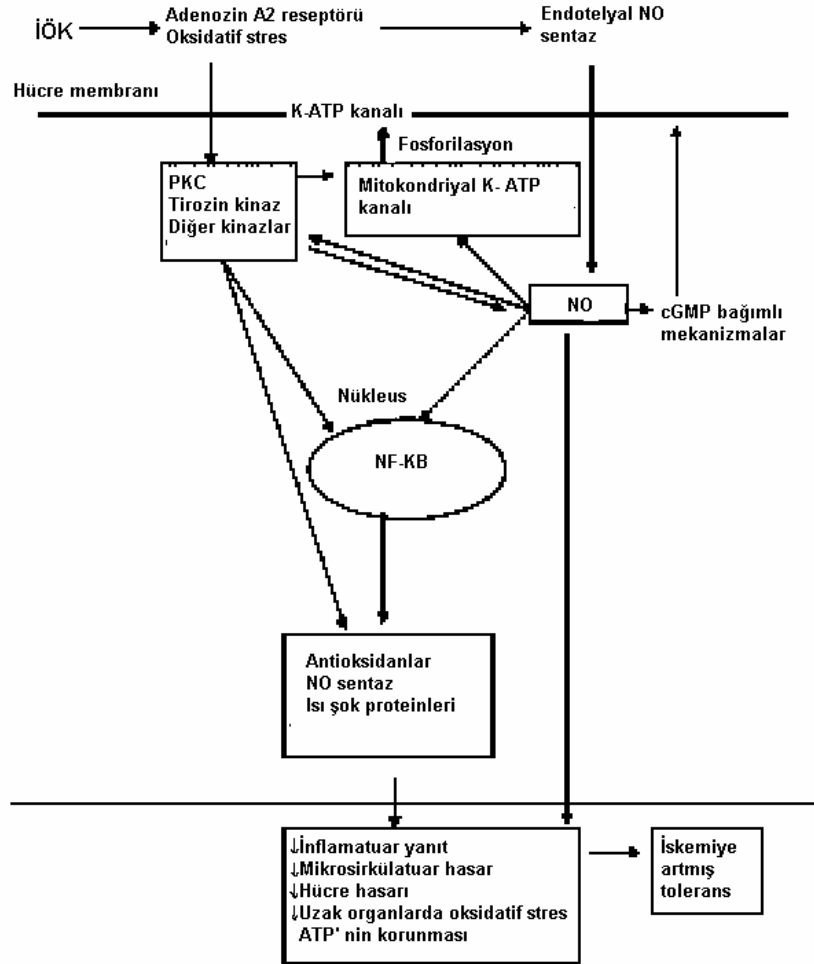 İÖK
Adenozin A2 reseptörü
Oksidatif stres
Endotelyal NO
sentaz
Hücre membranı
K-ATP kanalı
Fosforilasyon
PKC
Tirozin kinaz
Diğer kinazlar
Mitokondriyal K- ATP
kanalı
NO
cGMP bağımlı
mekanizmalar
Nükleus
NF-KB
Antioksidanlar
NO sentaz
Isı şok proteinleri
↓İnflamatuar yanıt
↓Mikrosirkülatuar hasar
↓Hücre hasarı
↓Uzak organlarda oksidatif stres
ATP' nin korunması
İskemiye
artmış
tolerans